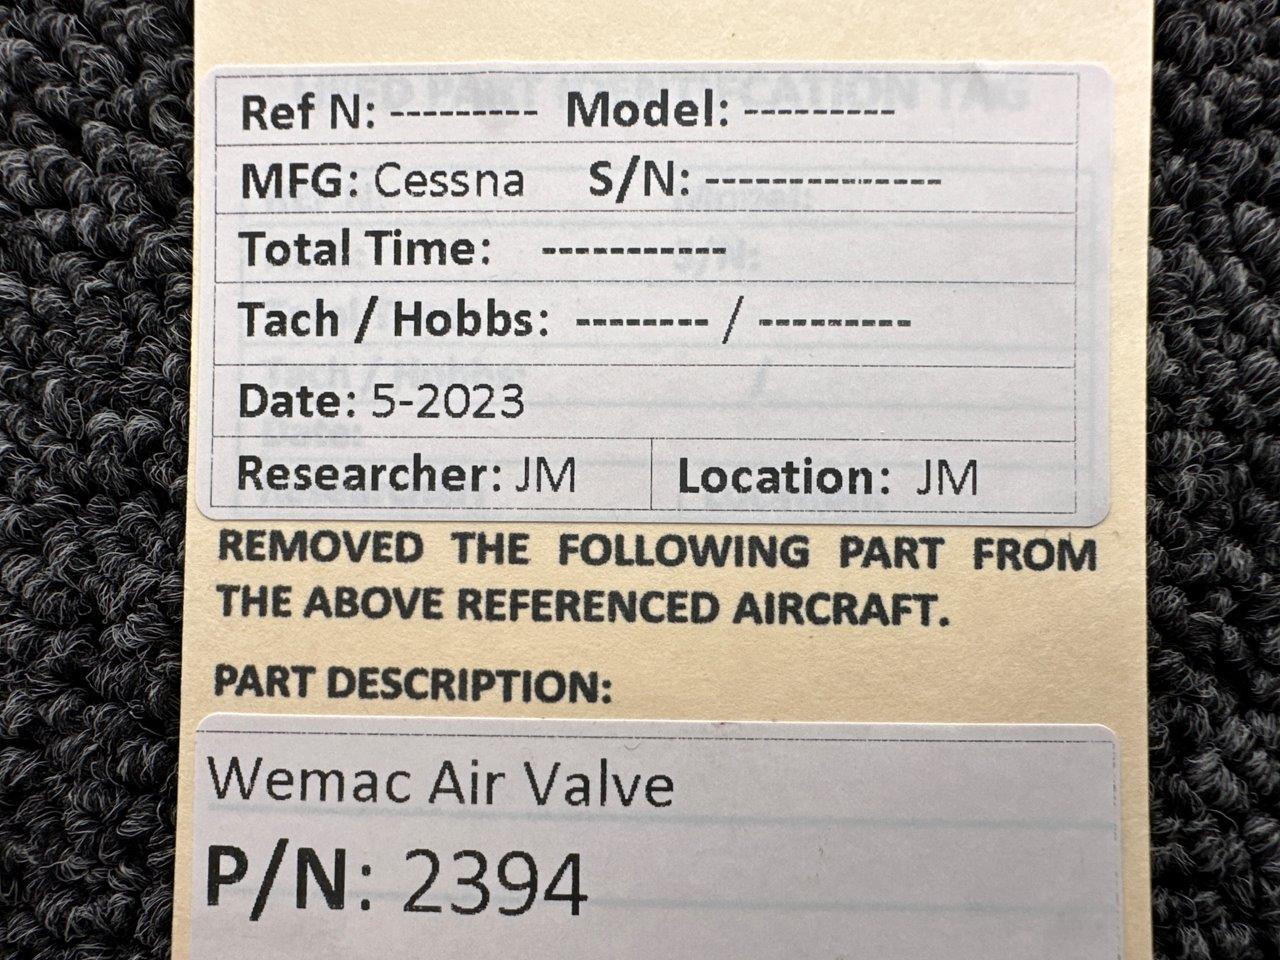 Ref N: --------- Model: ---------
MFG: Cessna S/N: --------------
Total Time: -----------
Tach / Hobbs: -------- / ---------
Date: 5-2023
Researcher: JM Location: JM
REMOVED THE FOLLOWING PART FROM
THE ABOVE REFERENCED AIRCRAFT.
PART DESCRIPTION:
Wemac Air Valve
P/N: 2394